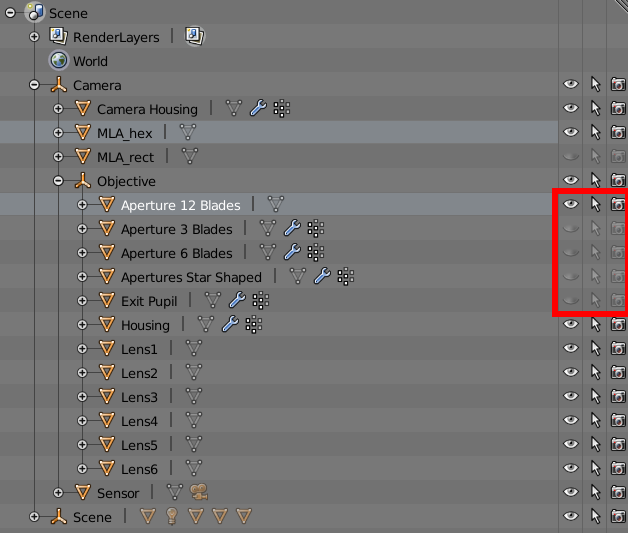 Scene
RenderLayers
World
Camera
Camera Housing
MLA_hex
MLA_rect
Objective
Aperture 12 Blades
Aperture 3 Blades
Aperture 6 Blades
Apertures Star Shaped
Exit Pupil
Housing
Lens1
Lens2
Lens3
Lens4
Lens5
Lens6
Sensor
Scene